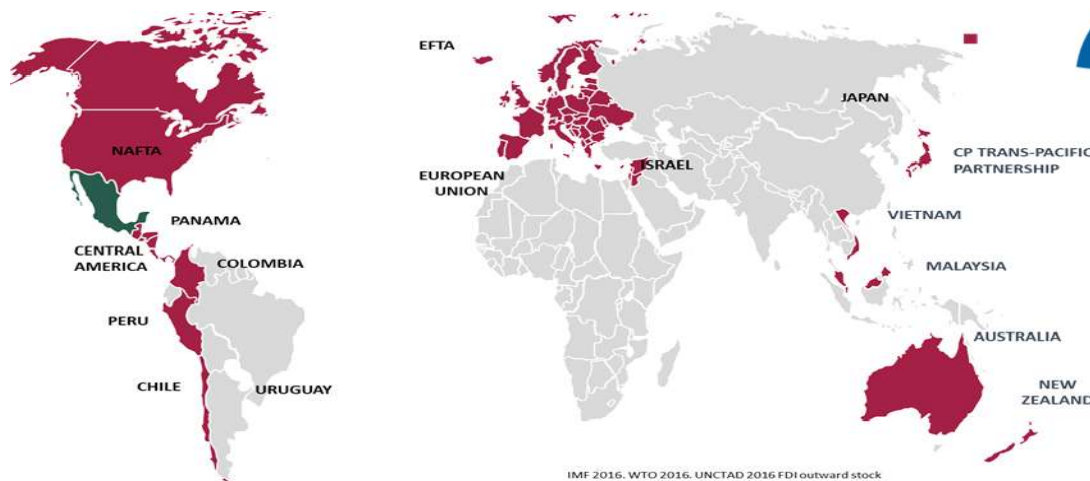 EFTA
JAPAN
NAFTA
CP TRANS-PACIFIC
PARTNERSHIP
EUROPEAN
UNION
ISRAEL
PANAMA
VIETNAM
CENTRAL
AMERICA
COLOMBIA
MALAYSIA
PERU
AUSTRALIA
CHILE
URUGUAY
NEW
ZEALAND
IMF 2016. WTO 2016. UNCTAD 2016 FDI outward stock